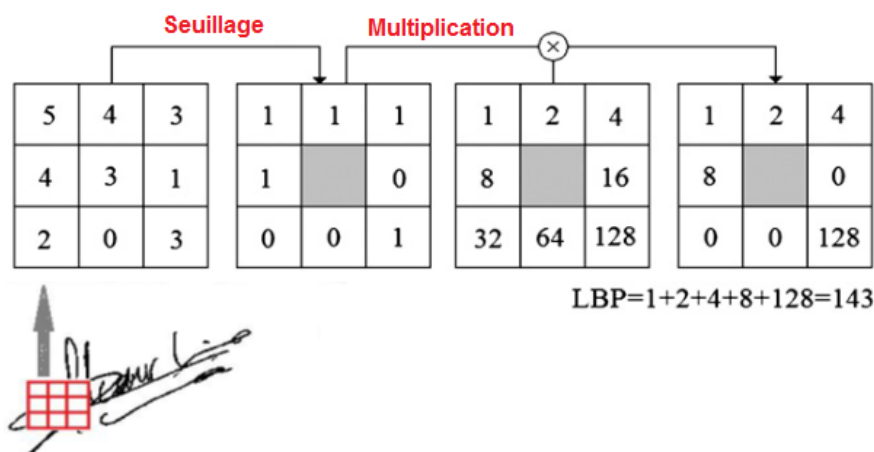 Seuillage Multiplication
5 4 3 1 1 1 1 2 4 1 2 4
4 3 1 1 0 8 16 8 0
2 0 3 0 0 1 32 64 128 0 0 128
LBP=1+2+4+8+128=143